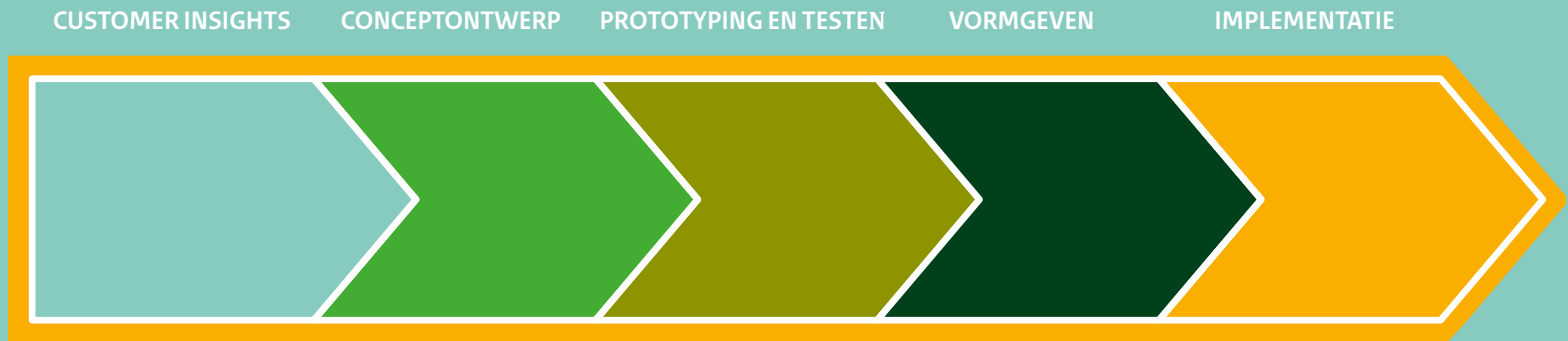 CUSTOMER INSIGHTS CONCEPTONTWERP PROTOTYPING EN TESTEN VORMGEVEN IMPLEMENTATIE